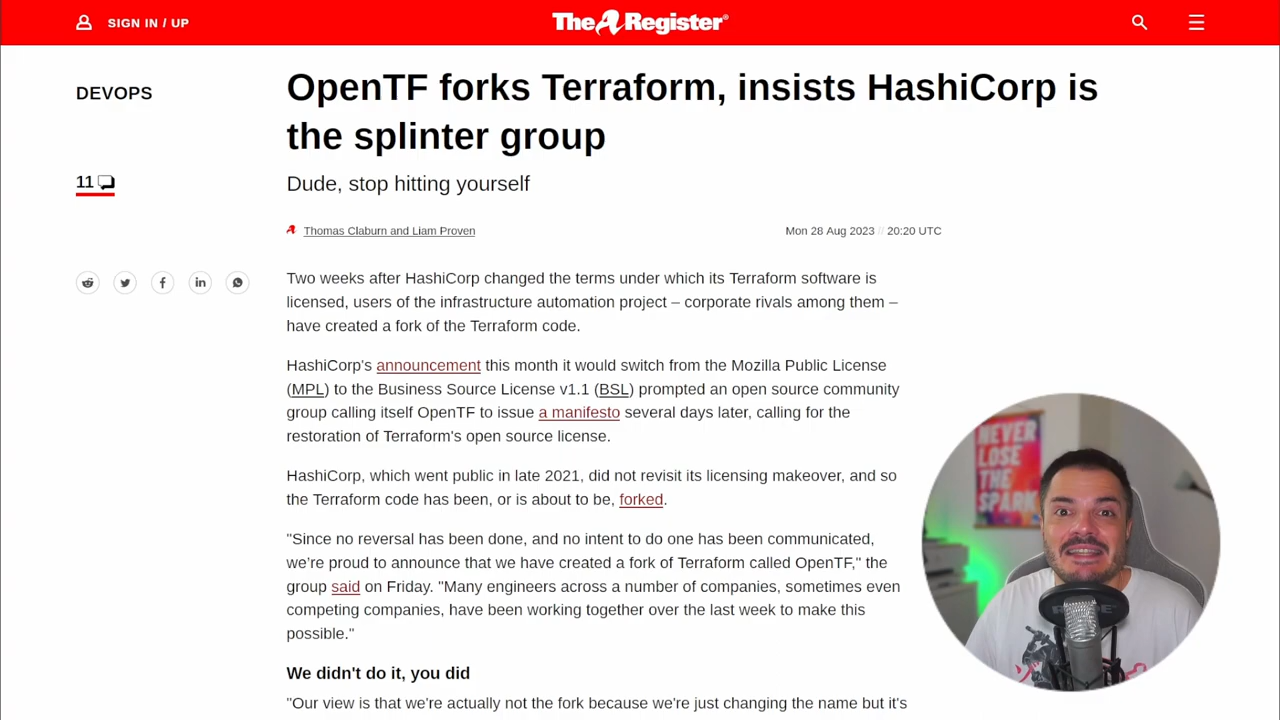 SIGN IN / UP
The Register®
OpenTF forks Terraform, insists HashiCorp is
the splinter group
DEVOPS
Dude, stop hitting yourself
11
Thomas Claburn and Liam Proven
Mon 28 Aug 2023 // 20:20 UTC
Two weeks after HashiCorp changed the terms under which its Terraform software is
licensed, users of the infrastructure automation project – corporate rivals among them –
have created a fork of the Terraform code.
HashiCorp's announcement this month it would switch from the Mozilla Public License
(MPL) to the Business Source License v1.1 (BSL) prompted an open source community
group calling itself OpenTF to issue a manifesto several days later, calling for the
restoration of Terraform's open source license.
HashiCorp, which went public in late 2021, did not revisit its licensing makeover, and so
the Terraform code has been, or is about to be, forked.
"Since no reversal has been done, and no intent to do one has been communicated,
we're proud to announce that we have created a fork of Terraform called OpenTF," the
group said on Friday. "Many engineers across a number of companies, sometimes even
competing companies, have been working together over the last week to make this
possible."
We didn't do it, you did
"Our view is that we're actually not the fork because we're just changing the name but it's
NEVER
LOSE
THE
SPARK
RØDE